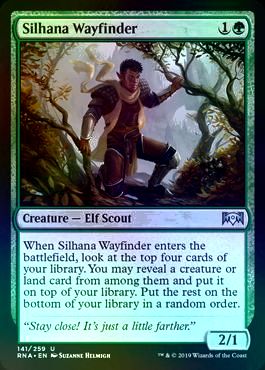 Silhana Wayfinder 1
Creature — Elf Scout
When Silhana Wayfinder enters the
battlefield, look at the top four cards of
your library. You may reveal a creature or
land card from among them and put it
on top of your library. Put the rest on the
bottom of your library in a random order.
"Stay close! It's just a little farther."
2/1
141/259 U
RNA • EN SUZANNE HELMIGH
™ & © 2019 Wizards of the Coast